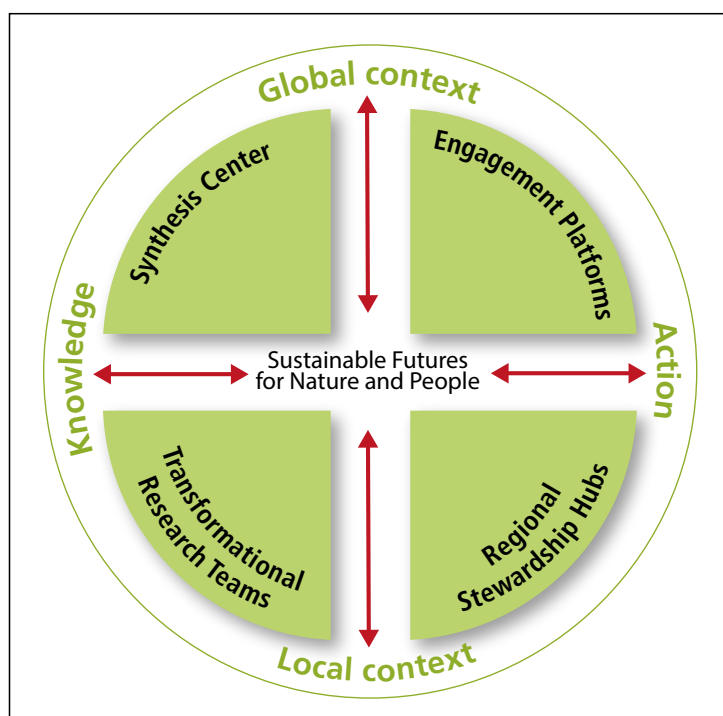 Global context
Synthesis Center
Engagement Platforms
Knowledge
Sustainable Futures
for Nature and People
Action
Transformational
Research Teams
Regional
Stewardship Hubs
Local context